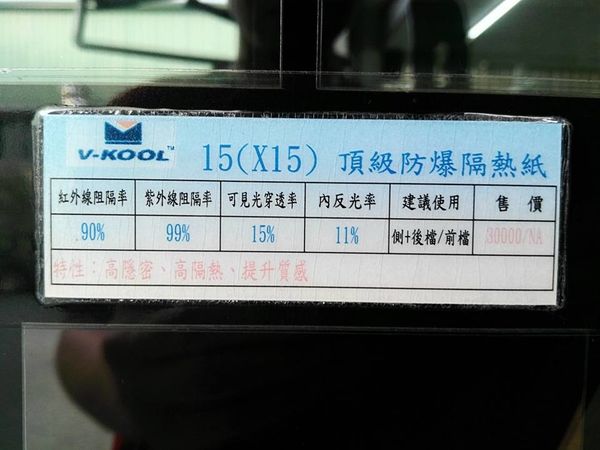 V-KOOL™ 15(X15) 頂級防爆隔熱紙
紅外線阻隔率 紫外線阻隔率 可見光穿透率 內反光率 建議使用 售 價
90% 99% 15% 11% 側+後檔/前檔 30000/NA
特性：高隱密、高隔熱、提升質感